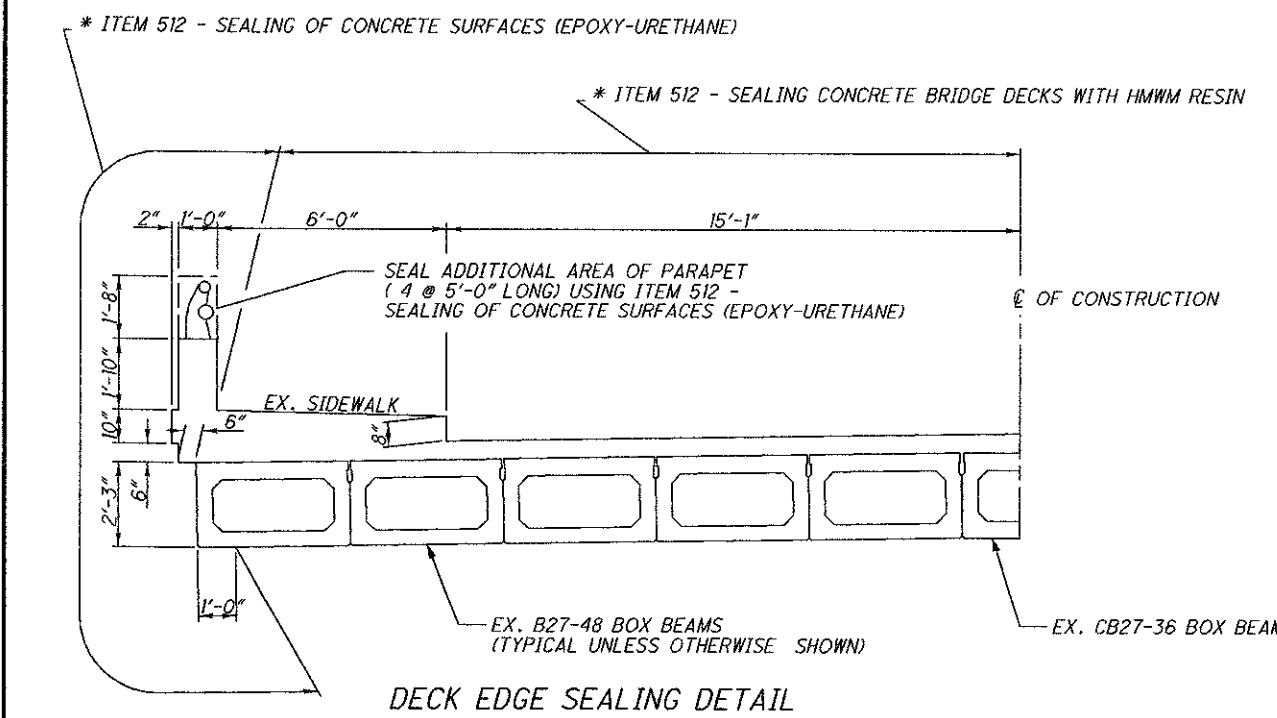 * ITEM 512 - SEALING OF CONCRETE SURFACES (EPOXY-URETHANE)
* ITEM 512 - SEALING CONCRETE BRIDGE DECKS WITH HMWM RESIN
2" 1'-0" 6'-0" 15'-1"
SEAL ADDITIONAL AREA OF PARAPET
( 4 @ 5'-0" LONG) USING ITEM 512 -
SEALING OF CONCRETE SURFACES (EPOXY-URETHANE)
1'-8"
℄ OF CONSTRUCTION
1'-10"
EX. SIDEWALK
10"
6"
8"
2'-3"
6"
1'-0"
EX. B27-48 BOX BEAMS
(TYPICAL UNLESS OTHERWISE SHOWN)
EX. CB27-36 BOX BEAM
DECK EDGE SEALING DETAIL